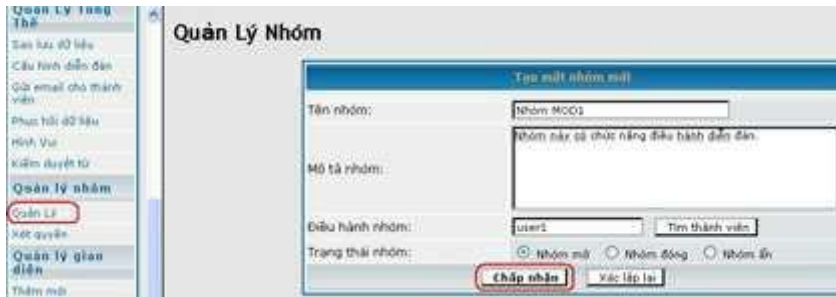 Quản Lý Tổng
Thể
Sao lưu dữ liệu
Cấu hình diễn đàn
Gửi email cho thành
viên
Phục hồi dữ liệu
Hình Vui
Kiểm duyệt từ
Quản lý nhóm
Quản Lý
Xét quyền
Quản lý giao
diện
Thêm mới
Quản Lý Nhóm
Tạo một nhóm mới
Tên nhóm:
Nhóm MOD1
Mô tả nhóm:
Nhóm này có chức năng điều hành diễn đàn.
Điều hành nhóm:
user1
Tìm thành viên
Trạng thái nhóm:
Nhóm mở Nhóm đóng Nhóm ẩn
Chấp nhận Xác lập lại